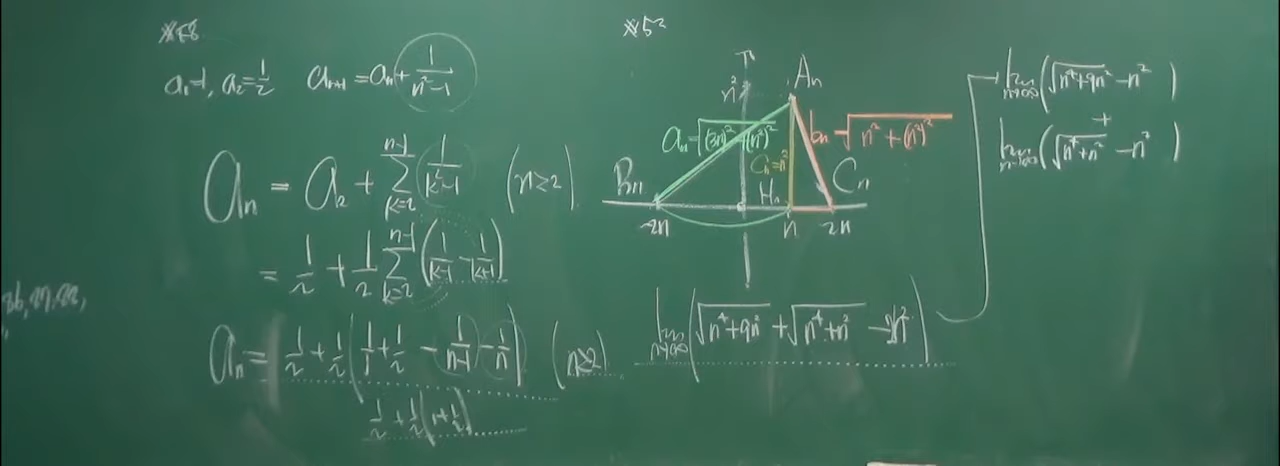 a₁=1, a₂=1/2 aₙ₊₁=aₙ+1/(n²-1)
aₙ = a₂ + Σ_{k=2}^{n-1} 1/(k²-1) (n≥2)
= 1/2 + 1/2 Σ_{k=2}^{n-1} (1/(k-1) - 1/(k+1))
aₙ = 1/2 + 1/2 (1/1 + 1/2 - 1/(n-1) - 1/n) (n≥2)
1/2 + 1/2 (1 + 1/2)
※52
n²
Aₙ
aₙ=√((3n)²+(n²)²)
cₙ=n²
bₙ=√(n²+(n²)²)
Bₙ
Hₙ
Cₙ
-2n
n
2n
lim_{n→∞} (√(n⁴+9n²) + √(n⁴+n²) - 2n²)
lim_{n→∞} (√(n⁴+9n²) - n²)
+
lim_{n→∞} (√(n⁴+n²) - n²)